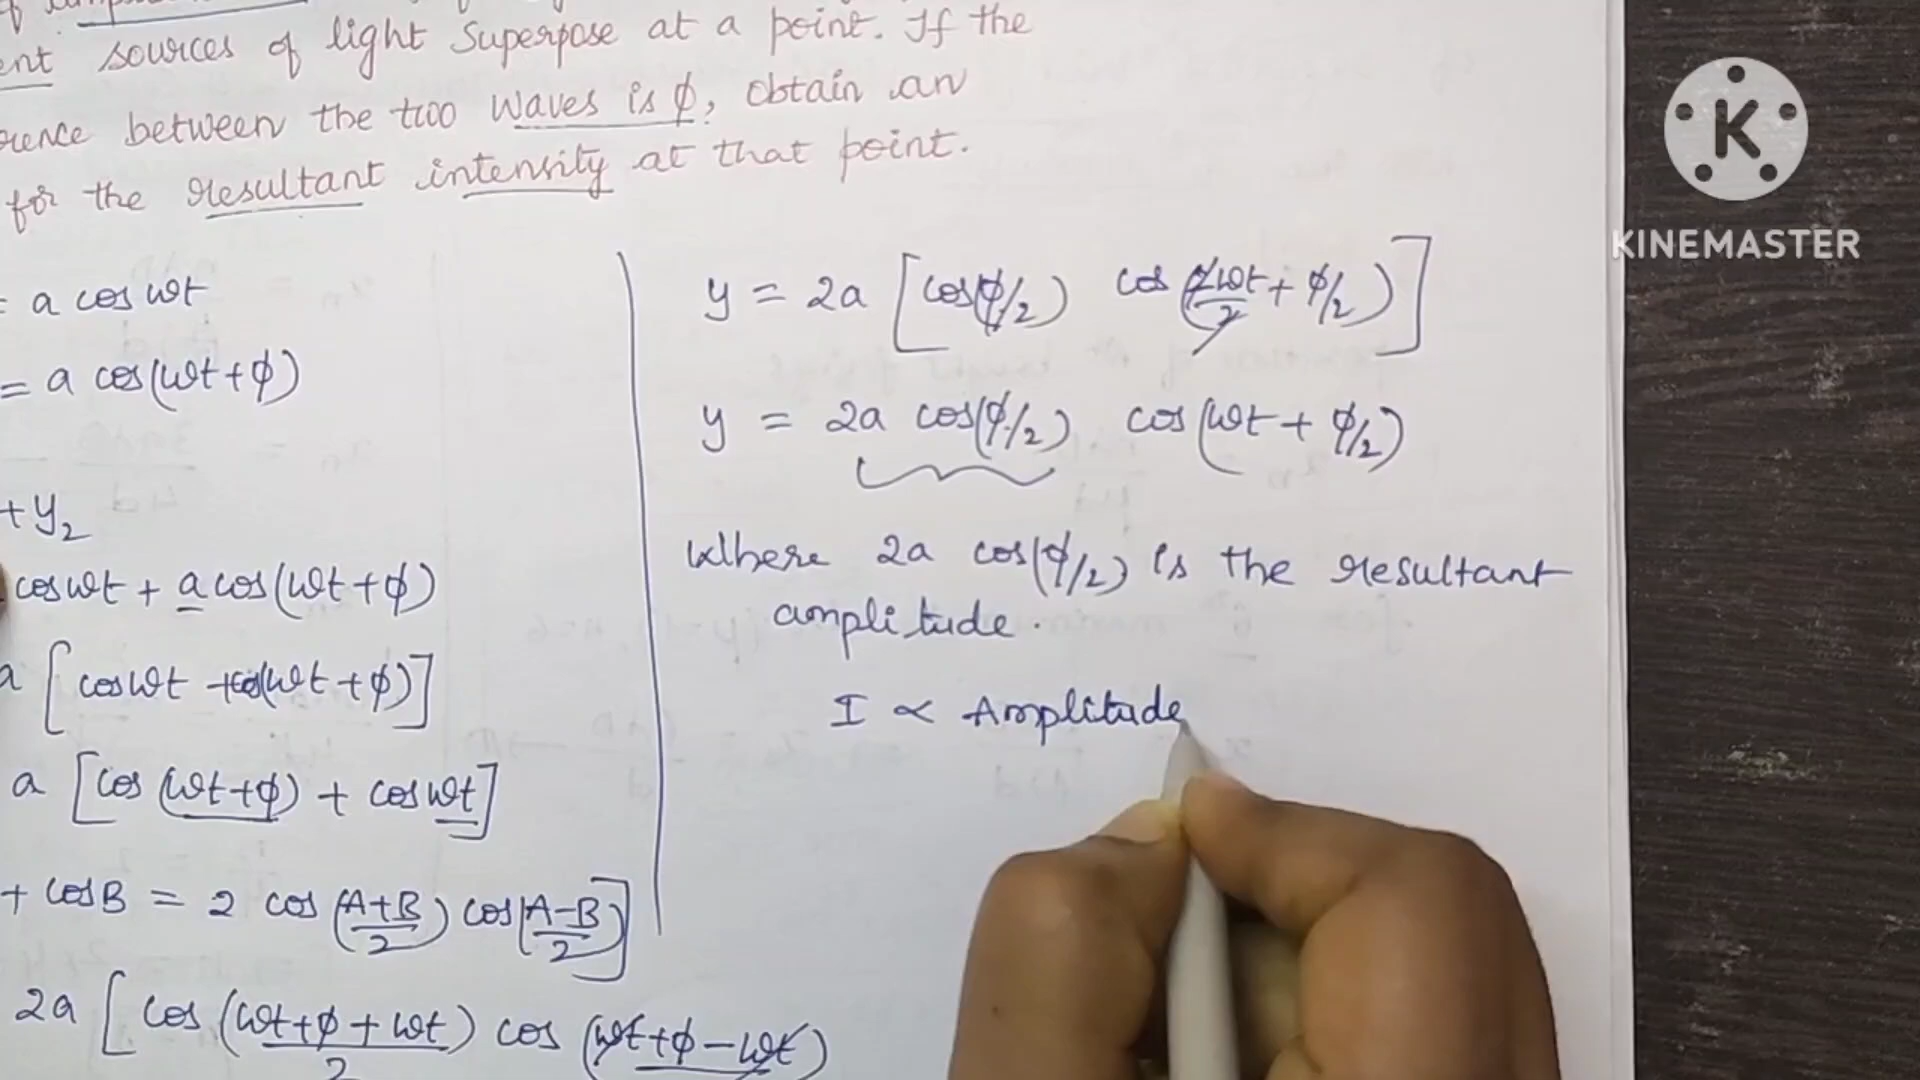 sources of light superpose at a point. If the
between the two waves is φ, obtain an
for the resultant intensity at that point.
= a cos ωt
= a cos(ωt + φ)
+ y₂
cos ωt + a cos(ωt + φ)
a [cos ωt + cos(ωt + φ)]
a [cos (ωt+φ) + cos ωt]
+ cosB = 2 cos (A+B/2) cos (A-B/2)]
2a [cos (ωt+φ+ωt/2) cos (ωt+φ-ωt)
y = 2a [cos(φ/2) cos (2ωt/2 + φ/2)]
y = 2a cos(φ/2) cos (ωt + φ/2)
Where 2a cos(φ/2) is the resultant
amplitude.
I ∝ Amplitude
K
KINEMASTER